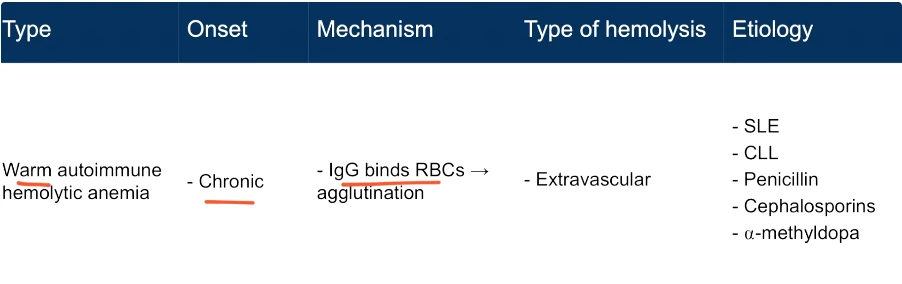 Type Onset Mechanism Type of hemolysis Etiology
Warm autoimmune
hemolytic anemia
- Chronic
- IgG binds RBCs →
agglutination
- Extravascular
- SLE
- CLL
- Penicillin
- Cephalosporins
- α-methyldopa